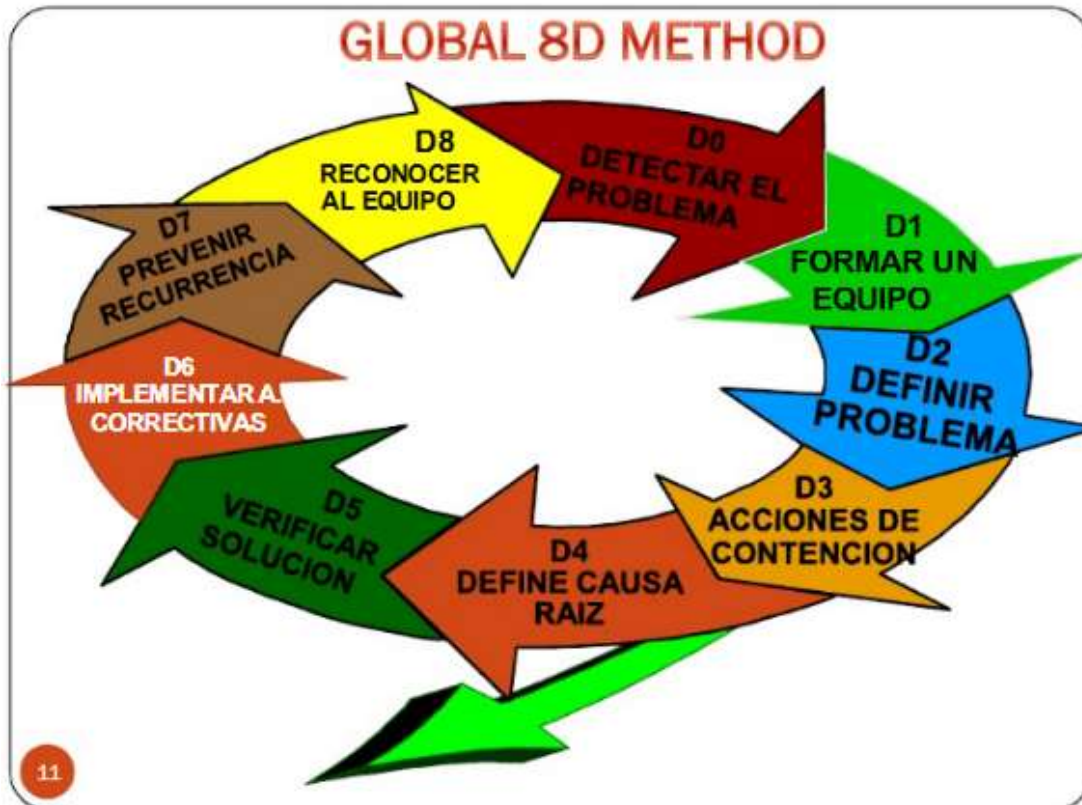 GLOBAL 8D METHOD
D0
DETECTAR EL
PROBLEMA
D1
FORMAR UN
EQUIPO
D2
DEFINIR
PROBLEMA
D3
ACCIONES DE
CONTENCION
D4
DEFINE CAUSA
RAIZ
D5
VERIFICAR
SOLUCION
D6
IMPLEMENTAR A.
CORRECTIVAS
D7
PREVENIR
RECURRENCIA
D8
RECONOCER
AL EQUIPO
11